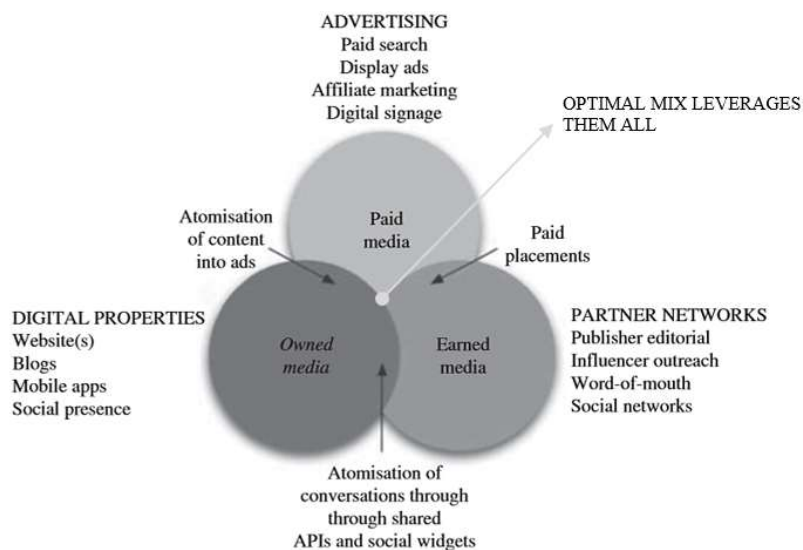 ADVERTISING
Paid search
Display ads
Affiliate marketing
Digital signage
OPTIMAL MIX LEVERAGES
THEM ALL
Atomisation
of content
into ads
Paid
media
Paid
placements
DIGITAL PROPERTIES
Website(s)
Blogs
Mobile apps
Social presence
Owned
media
Earned
media
PARTNER NETWORKS
Publisher editorial
Influencer outreach
Word-of-mouth
Social networks
Atomisation of
conversations through
through shared
APIs and social widgets